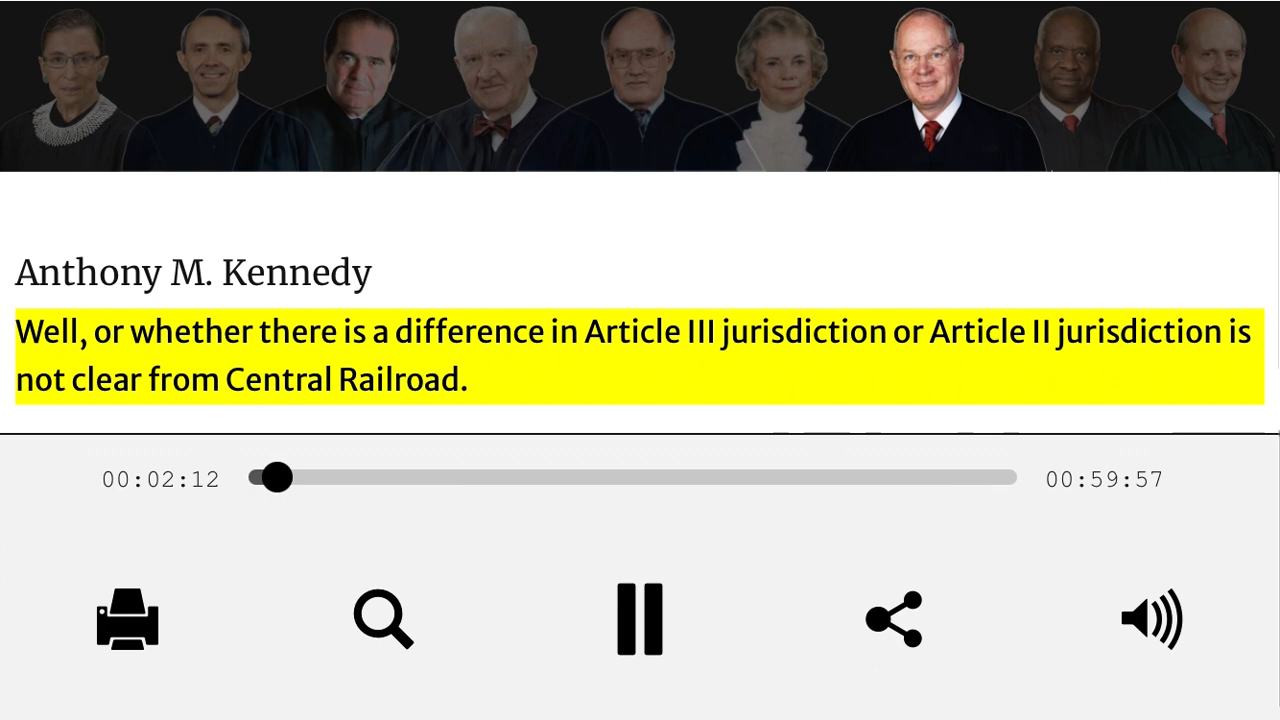 Anthony M. Kennedy
Well, or whether there is a difference in Article III jurisdiction or Article II jurisdiction is
not clear from Central Railroad.
00:02:12
00:59:57